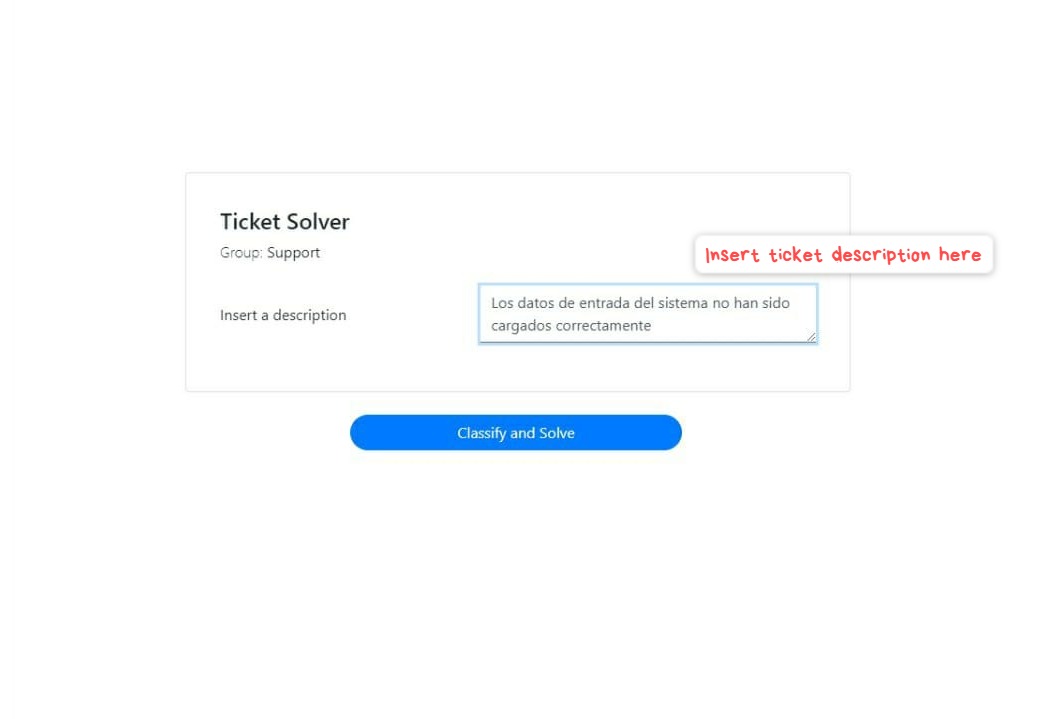 Ticket Solver
Group: Support
Insert ticket description here
Insert a description
Los datos de entrada del sistema no han sido
cargados correctamente
Classify and Solve